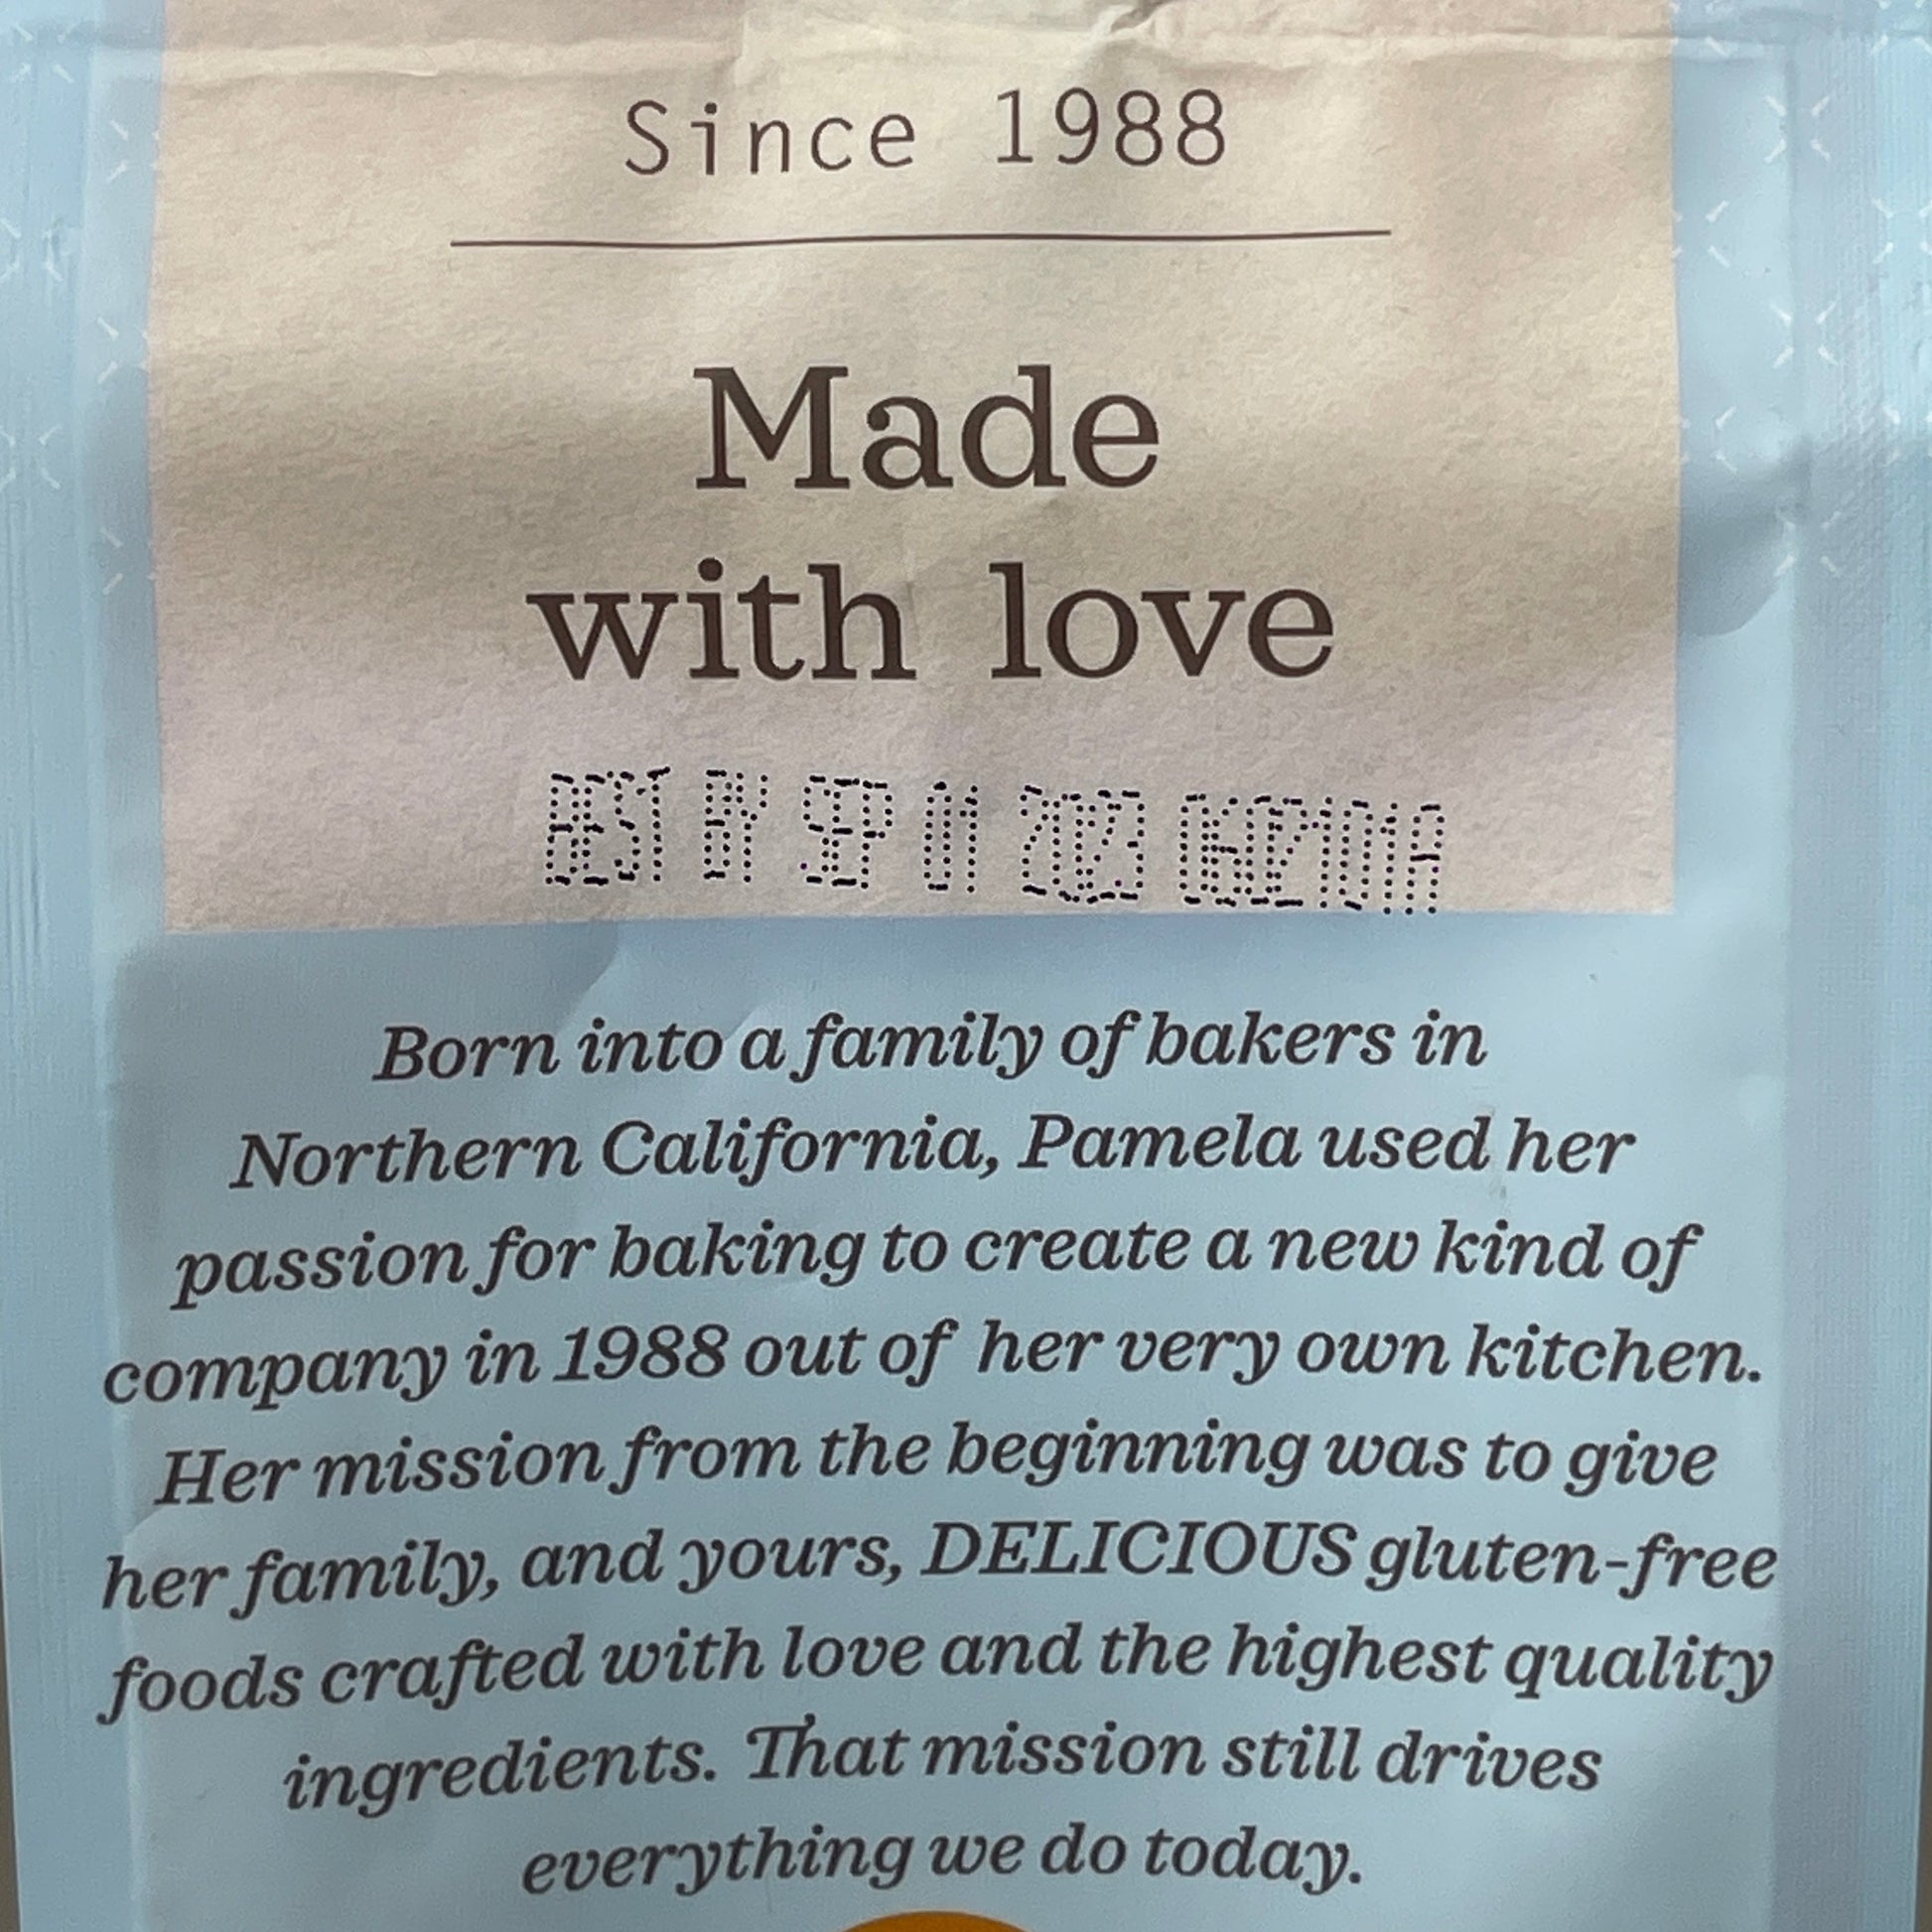 Since 1988
Made
with love
BEST BY SEP 01 2023
Born into a family of bakers in
Northern California, Pamela used her
passion for baking to create a new kind of
company in 1988 out of her very own kitchen.
Her mission from the beginning was to give
her family, and yours, DELICIOUS gluten-free
foods crafted with love and the highest quality
ingredients. That mission still drives
everything we do today.